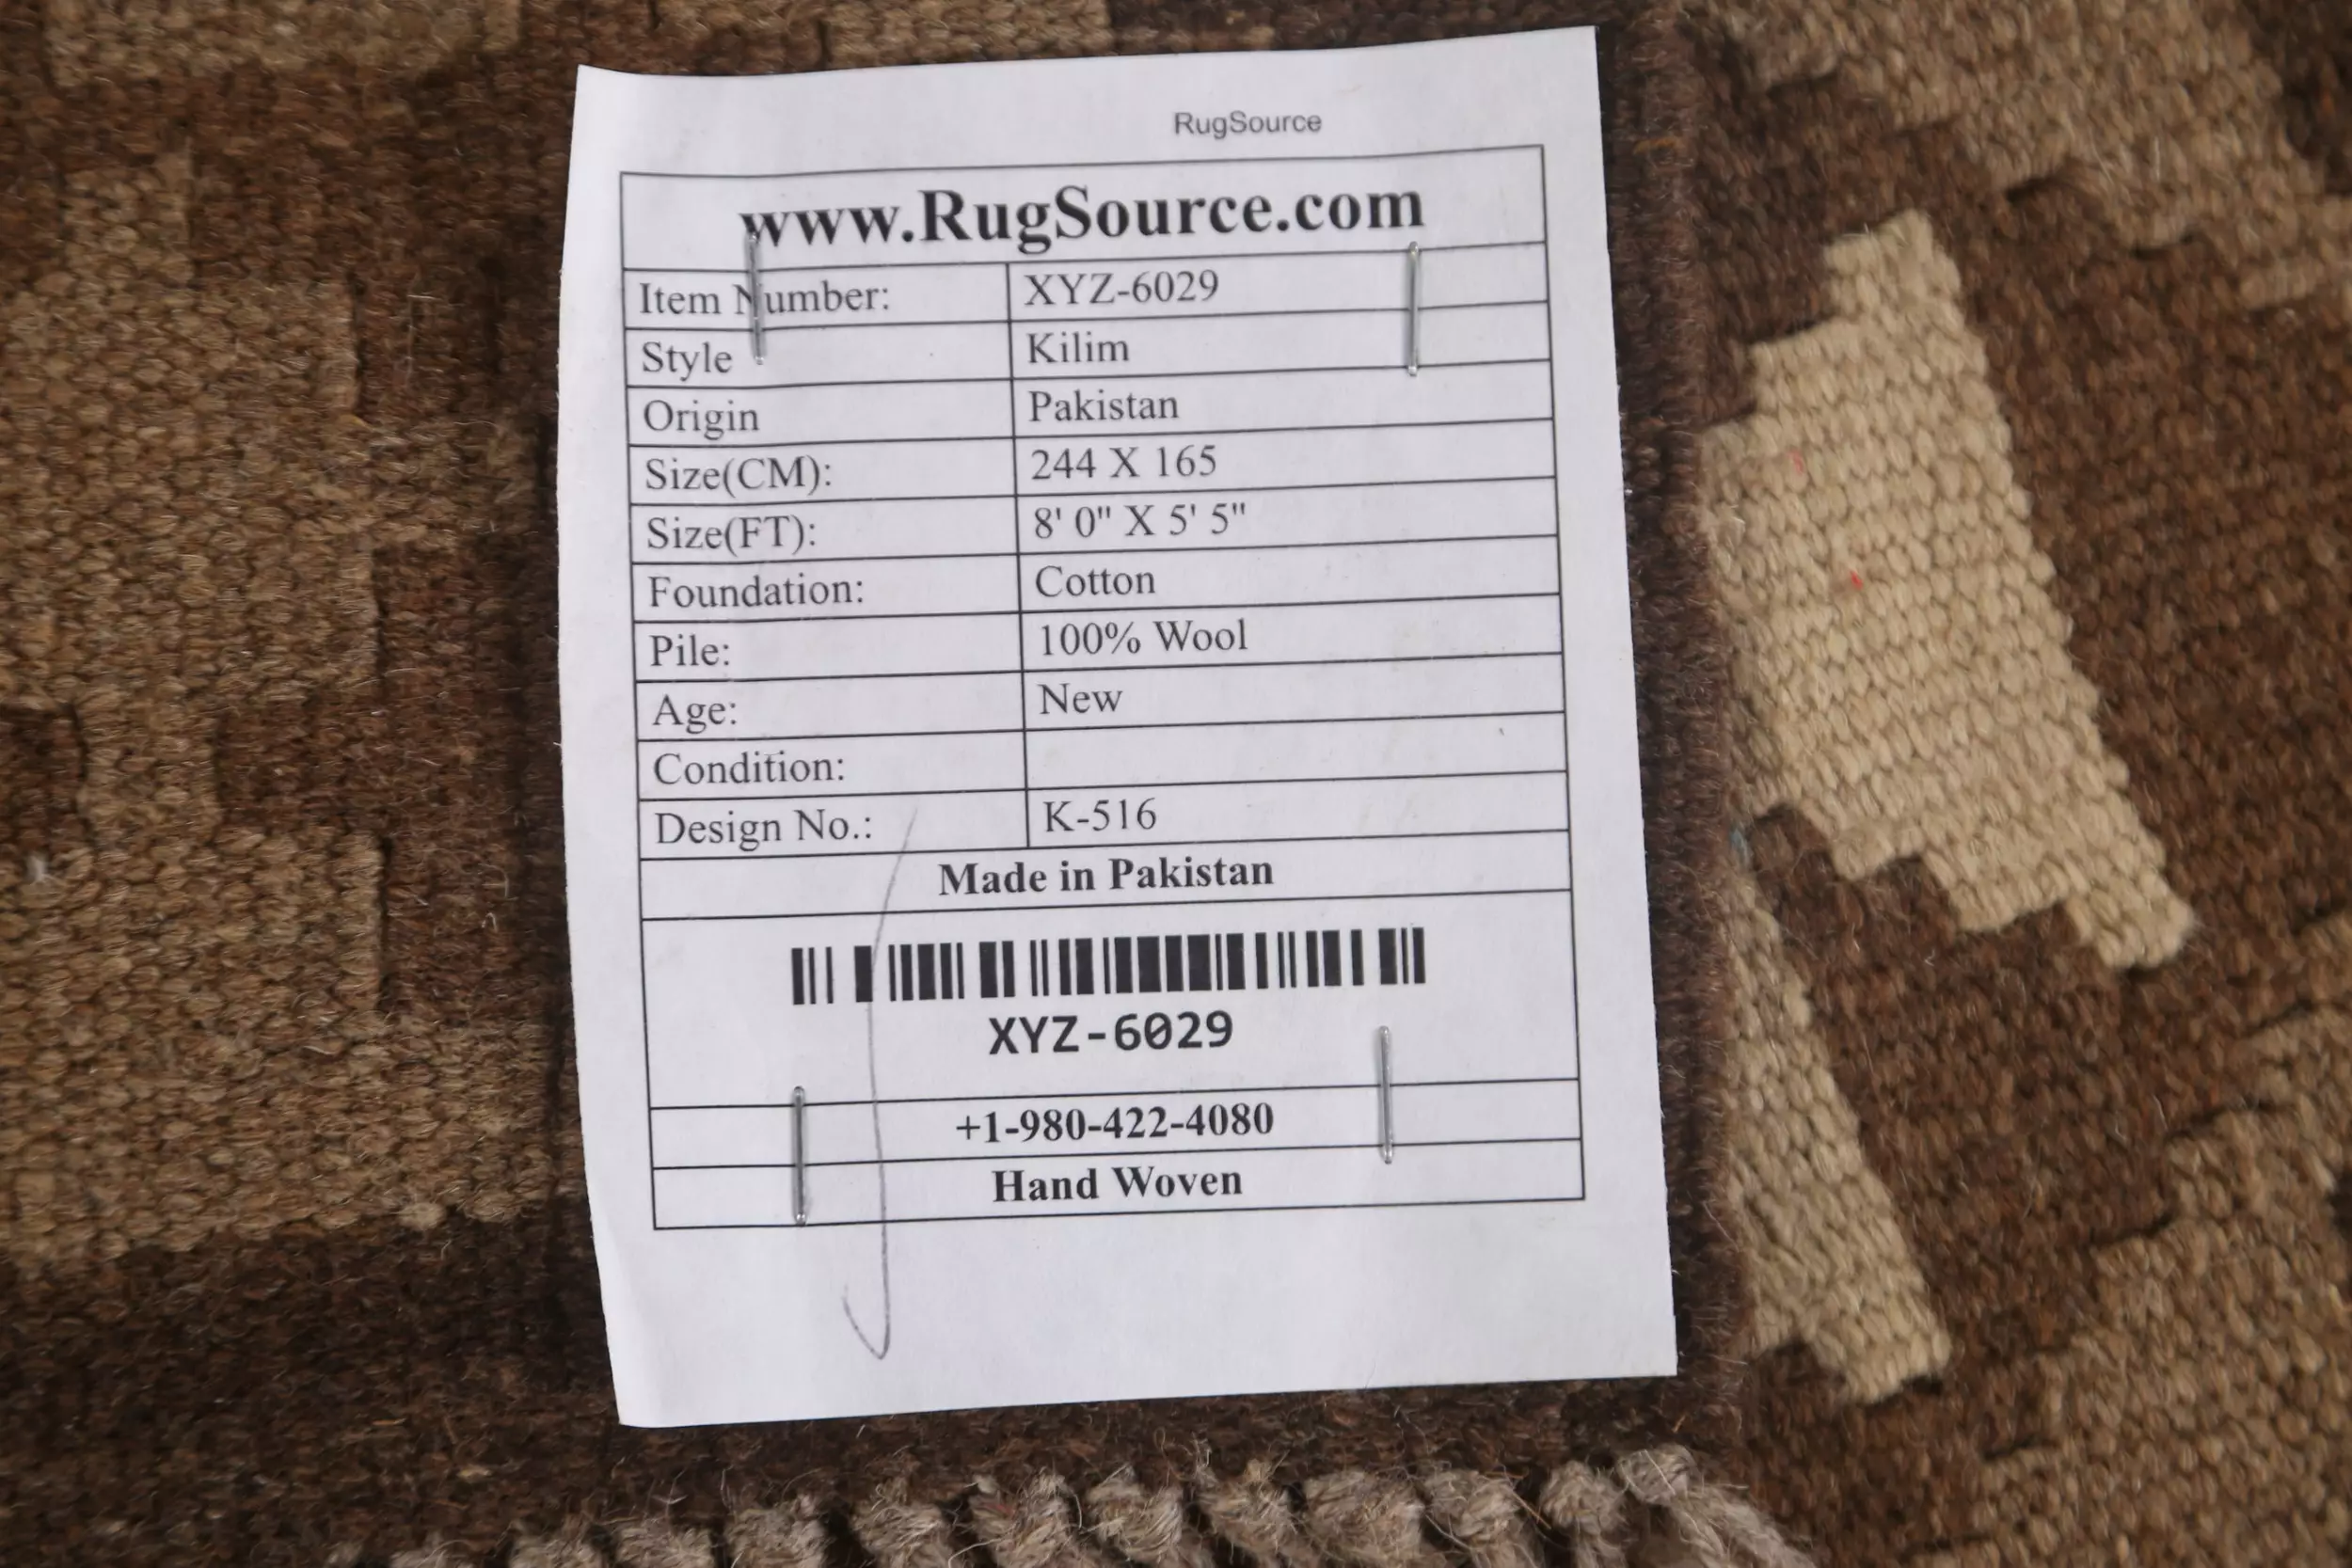 RugSource
www.RugSource.com
Item Number: XYZ-6029
Style Kilim
Origin Pakistan
Size(CM): 244 X 165
Size(FT): 8' 0" X 5' 5"
Foundation: Cotton
Pile: 100% Wool
Age: New
Condition:
Design No.: K-516
Made in Pakistan
XYZ-6029
+1-980-422-4080
Hand Woven